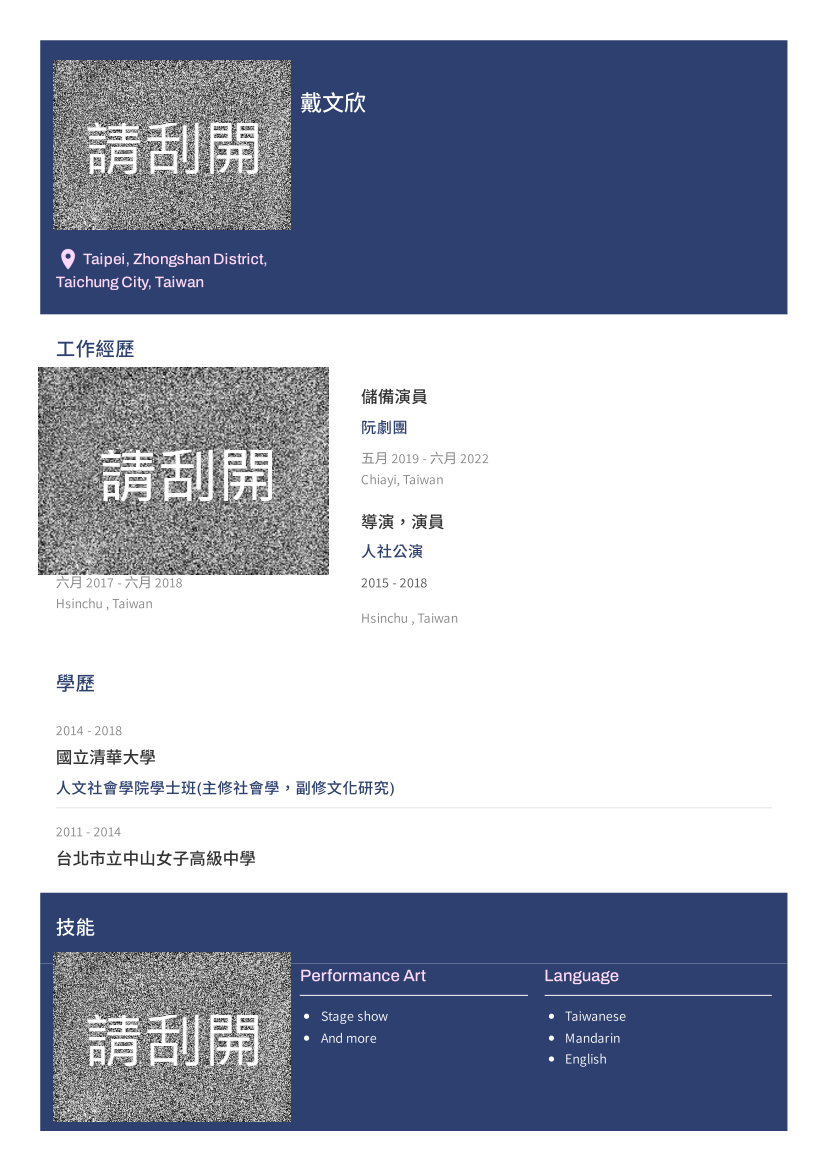 請刮開
戴文欣
Taipei, Zhongshan District,
Taichung City, Taiwan
工作經歷
請刮開
六月 2017 - 六月 2018
Hsinchu , Taiwan
儲備演員
阮劇團
五月 2019 - 六月 2022
Chiayi, Taiwan
導演，演員
人社公演
2015 - 2018
Hsinchu , Taiwan
學歷
2014 - 2018
國立清華大學
人文社會學院學士班(主修社會學，副修文化研究)
2011 - 2014
台北市立中山女子高級中學
技能
請刮開
Performance Art
Stage show
And more
Language
Taiwanese
Mandarin
English